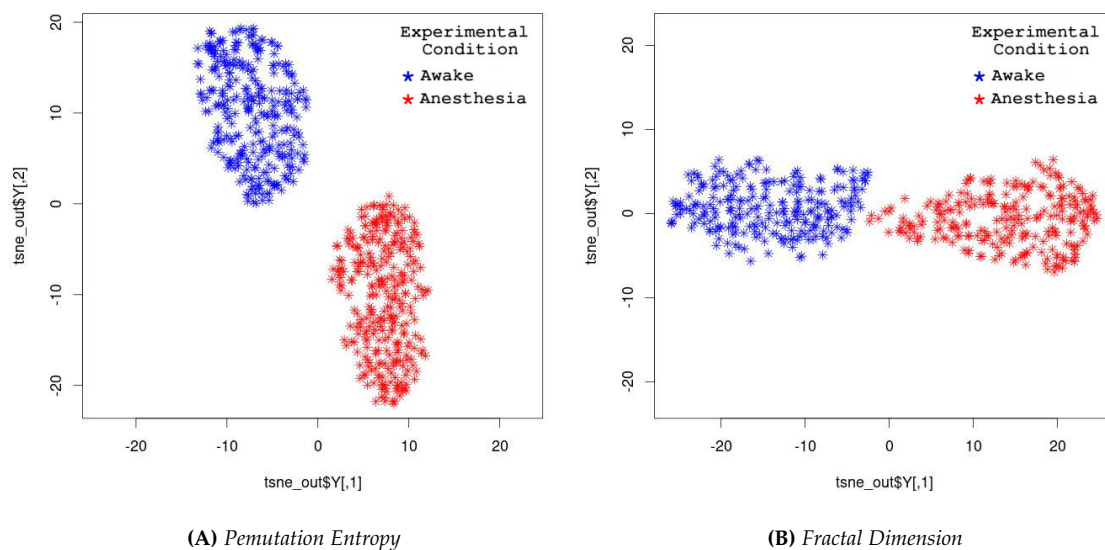 Experimental
Condition
Awake
Anesthesia
tsne_out$Y[,2]
20
10
0
-10
-20
-20
-10
0
10
20
tsne_out$Y[,1]
(A) Pemutation Entropy
Experimental
Condition
Awake
Anesthesia
tsne_out$Y[,2]
20
10
0
-10
-20
-20
-10
0
10
20
tsne_out$Y[,1]
(B) Fractal Dimension